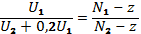 U₁ / (U₂ + 0,2U₁) = (N₁ − z) / (N₂ − z)